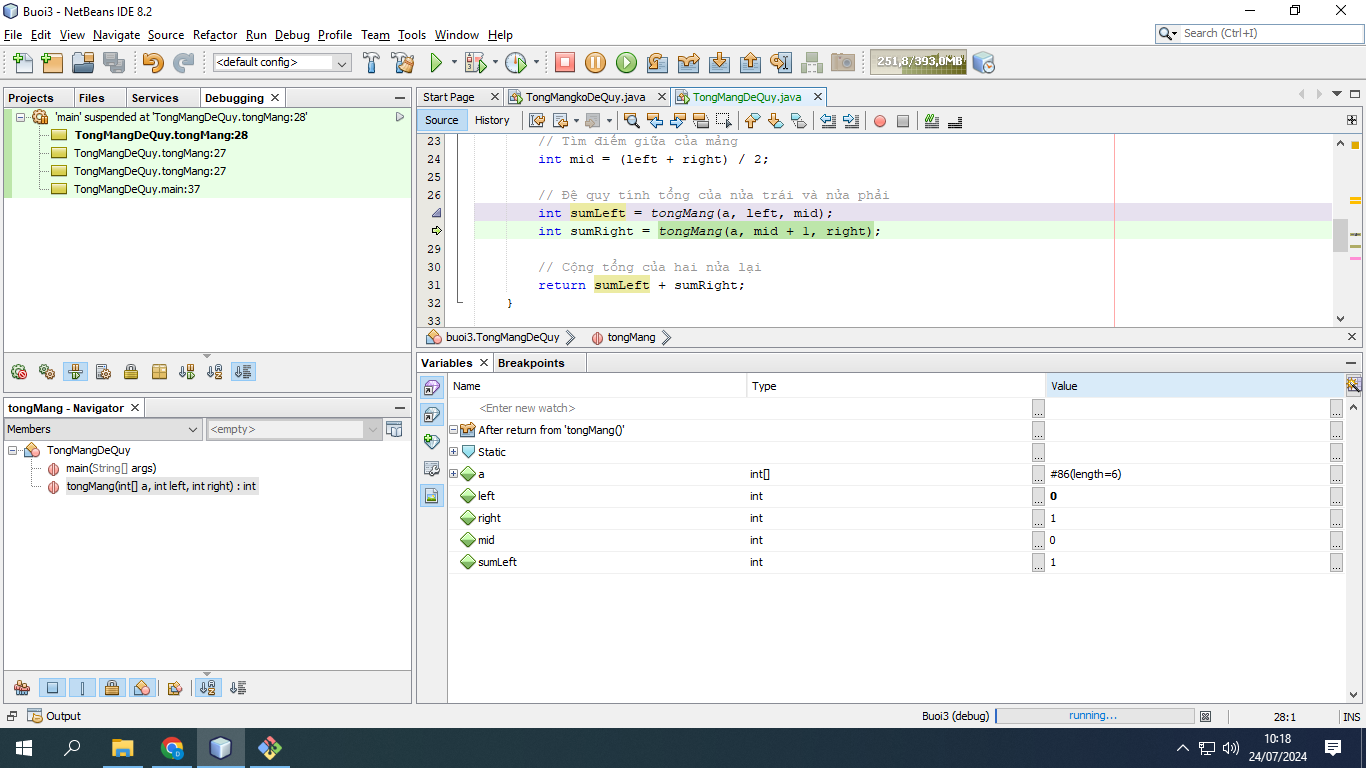 Buoi3 - NetBeans IDE 8.2
File Edit View Navigate Source Refactor Run Debug Profile Team Tools Window Help
Search (Ctrl+I)
<default config>
251,8/393,0MB
Projects Files Services Debugging
'main' suspended at 'TongMangDeQuy.tongMang:28'
TongMangDeQuy.tongMang:28
TongMangDeQuy.tongMang:27
TongMangDeQuy.tongMang:27
TongMangDeQuy.main:37
tongMang - Navigator
Members
<empty>
TongMangDeQuy
main(String[] args)
tongMang(int[] a, int left, int right) : int
Start Page TongMangkoDeQuy.java TongMangDeQuy.java
Source History
23 // Tìm điểm giữa của mảng
24 int mid = (left + right) / 2;
25
26 // Đệ quy tính tổng của nửa trái và nửa phải
int sumLeft = tongMang(a, left, mid);
int sumRight = tongMang(a, mid + 1, right);
29
30 // Cộng tổng của hai nửa lại
31 return sumLeft + sumRight;
32 }
33
buoi3.TongMangDeQuy tongMang
Variables Breakpoints
Name Type Value
<Enter new watch>
After return from 'tongMang()'
Static
a int[] #86(length=6)
left int 0
right int 1
mid int 0
sumLeft int 1
Output
Buoi3 (debug) running... 28:1 INS
10:18
24/07/2024